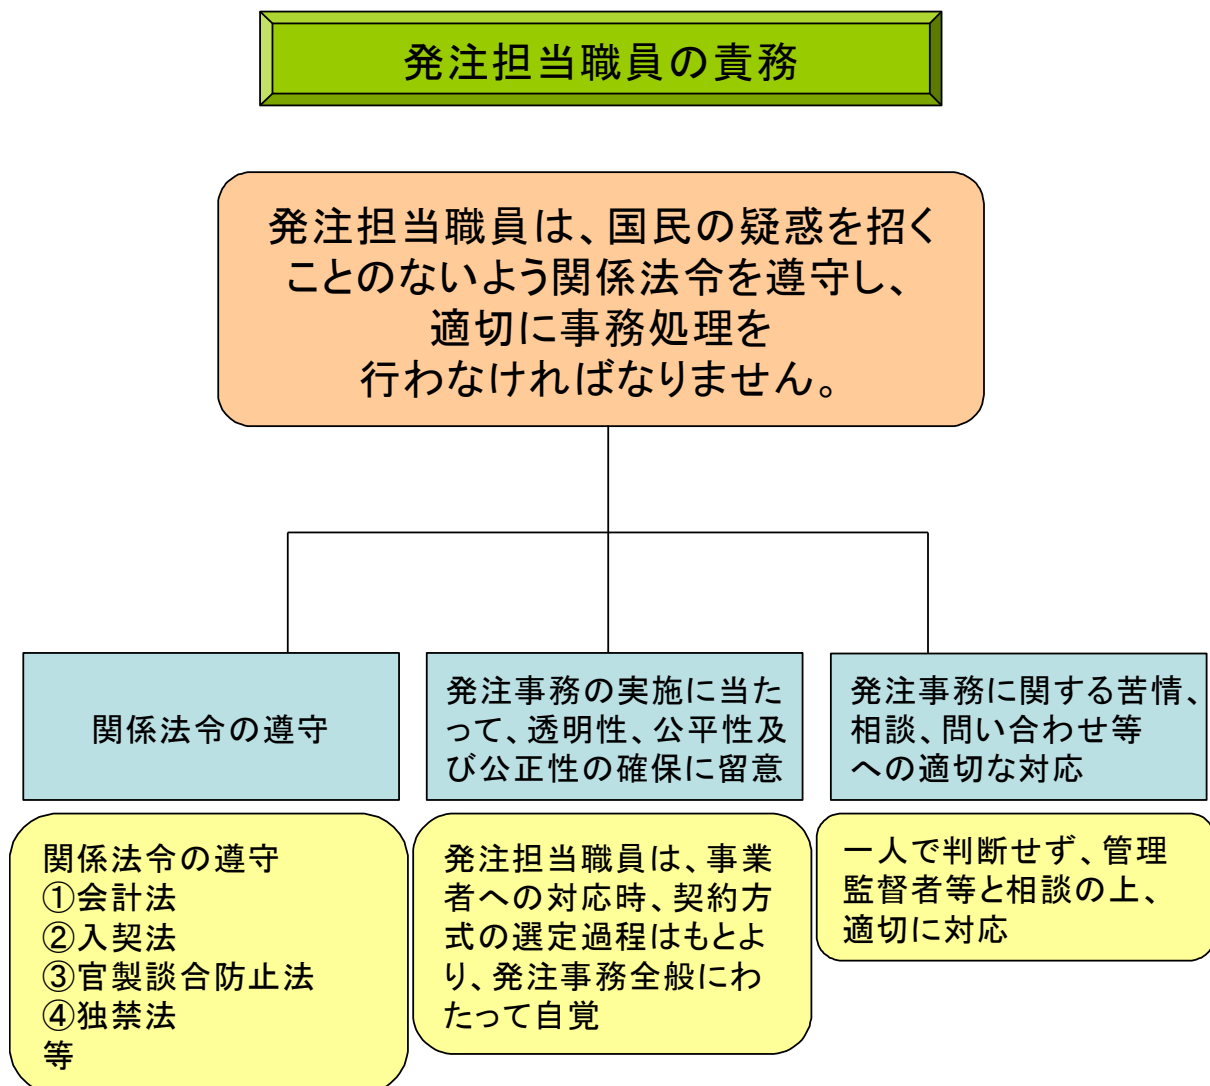 発注担当職員の責務
発注担当職員は、国民の疑惑を招く
ことのないよう関係法令を遵守し、
適切に事務処理を
行わなければなりません。
関係法令の遵守
発注事務の実施に当た
って、透明性、公平性及
び公正性の確保に留意
発注事務に関する苦情、
相談、問い合わせ等
への適切な対応
関係法令の遵守
①会計法
②入契法
③官製談合防止法
④独禁法
等
発注担当職員は、事業
者への対応時、契約方
式の選定過程はもとよ
り、発注事務全般にわ
たって自覚
一人で判断せず、管理
監督者等と相談の上、
適切に対応